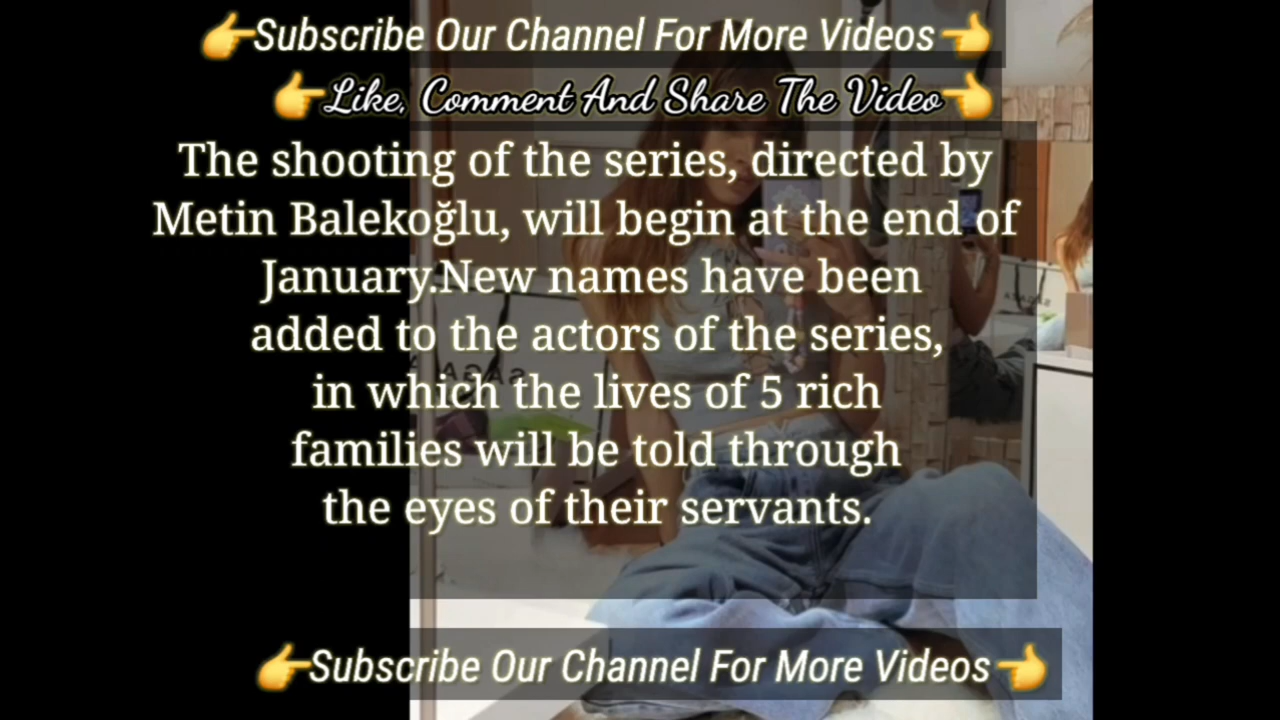 👉Subscribe Our Channel For More Videos👈
👉Like, Comment And Share The Video👈
The shooting of the series, directed by
Metin Balekoğlu, will begin at the end of
January.New names have been
added to the actors of the series,
in which the lives of 5 rich
families will be told through
the eyes of their servants.
👉Subscribe Our Channel For More Videos👈